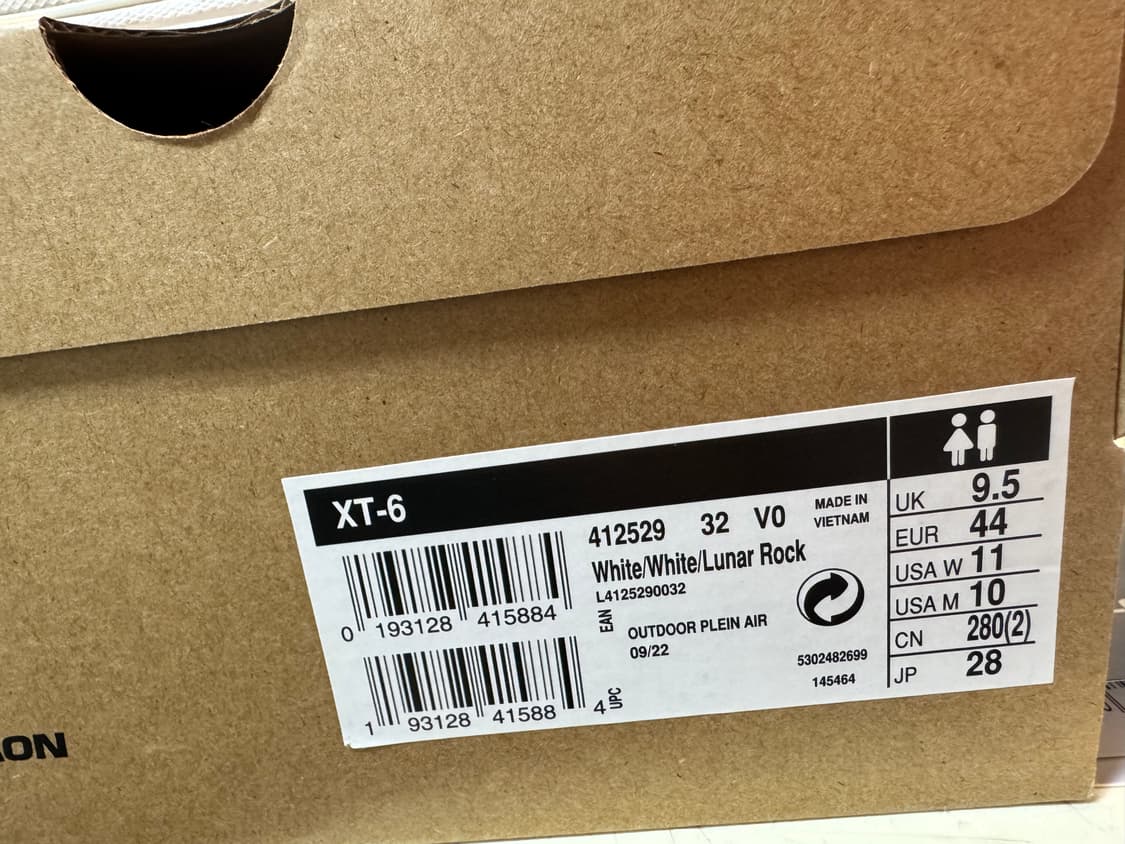 XT-6
412529 32 V0
MADE IN
VIETNAM
White/White/Lunar Rock
L4125290032
EAN
0 193128 415884
OUTDOOR PLEIN AIR
09/22
5302482699
145464
1 93128 41588 4
UPC
UK 9.5
EUR 44
USA W 11
USA M 10
CN 280(2)
JP 28
ON